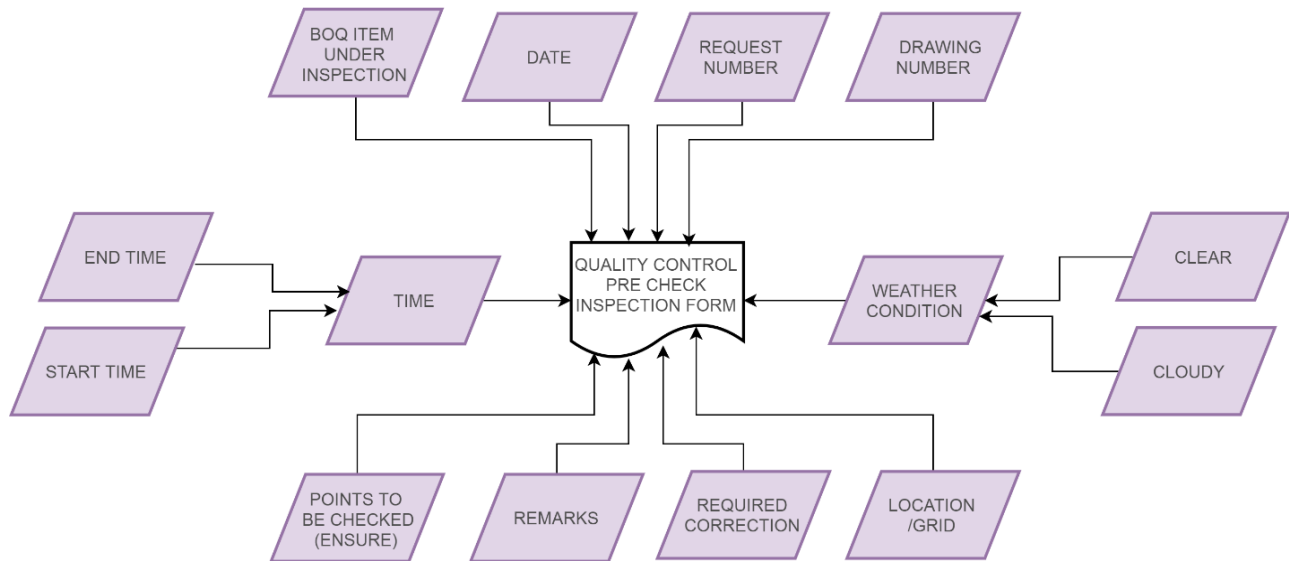 BOQ ITEM
UNDER
INSPECTION
DATE
REQUEST
NUMBER
DRAWING
NUMBER
END TIME
START TIME
TIME
QUALITY CONTROL
PRE CHECK
INSPECTION FORM
WEATHER
CONDITION
CLEAR
CLOUDY
POINTS TO
BE CHECKED
(ENSURE)
REMARKS
REQUIRED
CORRECTION
LOCATION
/GRID